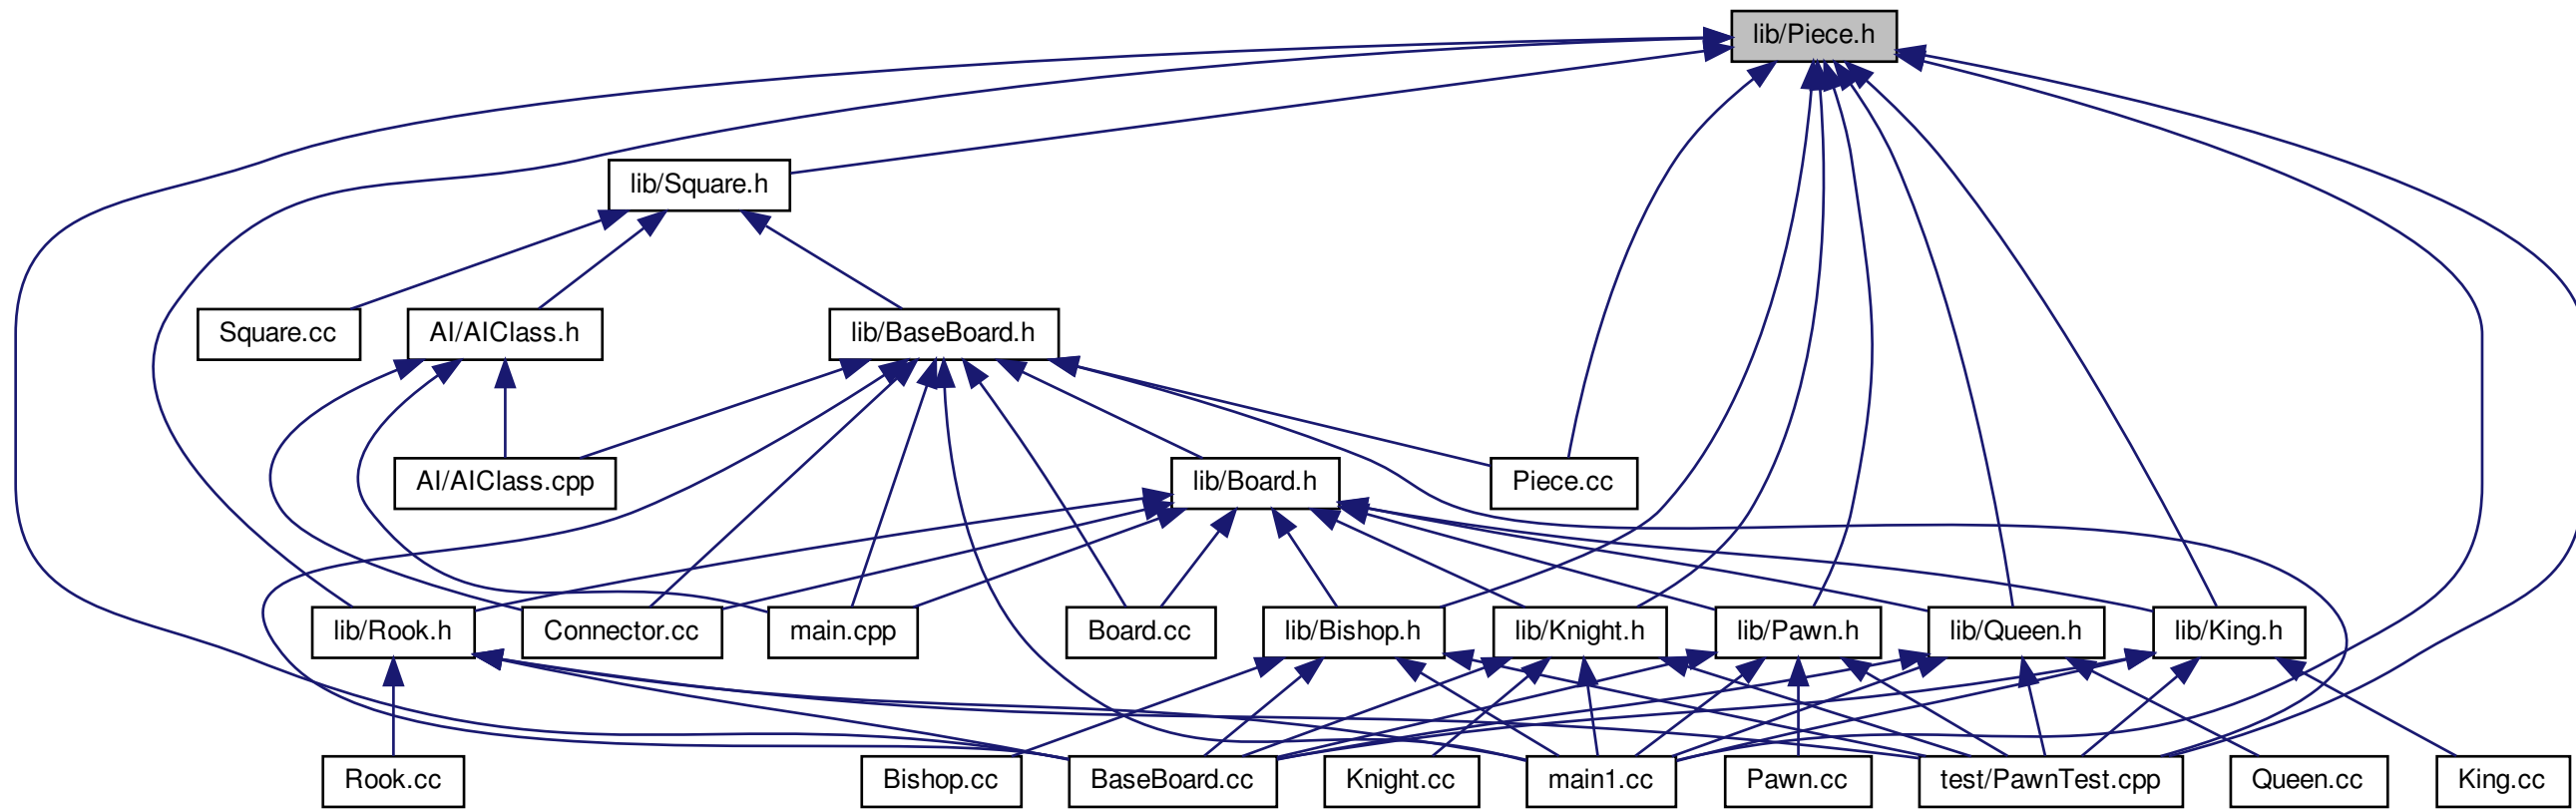 lib/Piece.h
lib/Square.h
Square.cc
AI/AIClass.h
lib/BaseBoard.h
AI/AIClass.cpp
lib/Board.h
Piece.cc
lib/Rook.h
Connector.cc
main.cpp
Board.cc
lib/Bishop.h
lib/Knight.h
lib/Pawn.h
lib/Queen.h
lib/King.h
Rook.cc
Bishop.cc
BaseBoard.cc
Knight.cc
main1.cc
Pawn.cc
test/PawnTest.cpp
Queen.cc
King.cc